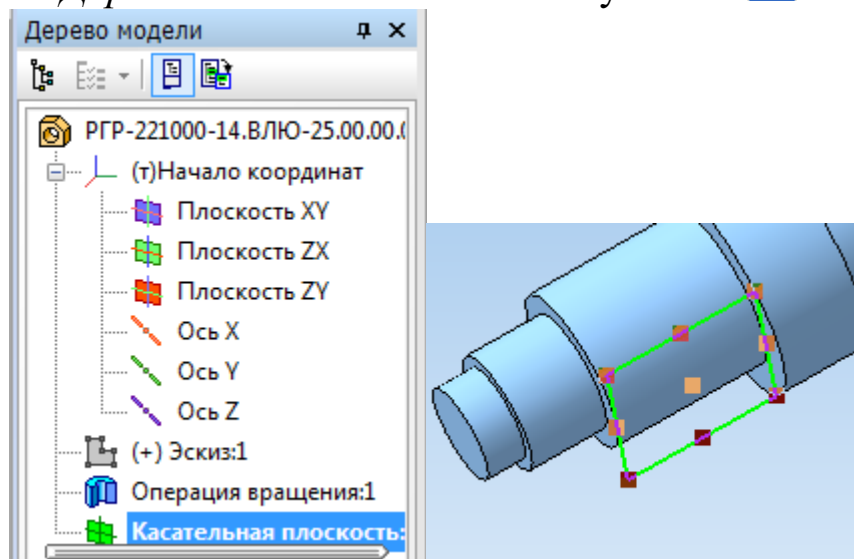 Дерево модели
РГР-221000-14.ВЛЮ-25.00.00.0
(т)Начало координат
Плоскость XY
Плоскость ZX
Плоскость ZY
Ось X
Ось Y
Ось Z
(+) Эскиз:1
Операция вращения:1
Касательная плоскость: